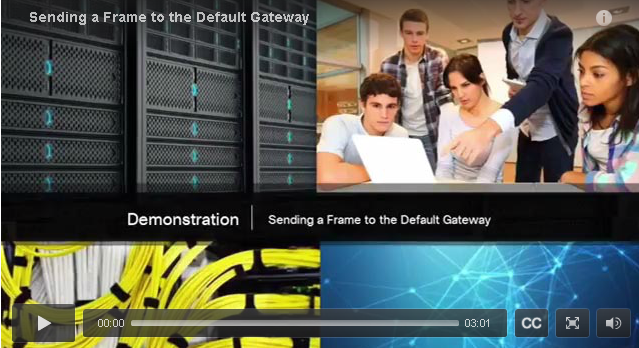 Sending a Frame to the Default Gateway
i
Demonstration
Sending a Frame to the Default Gateway
00:00
03:01
CC